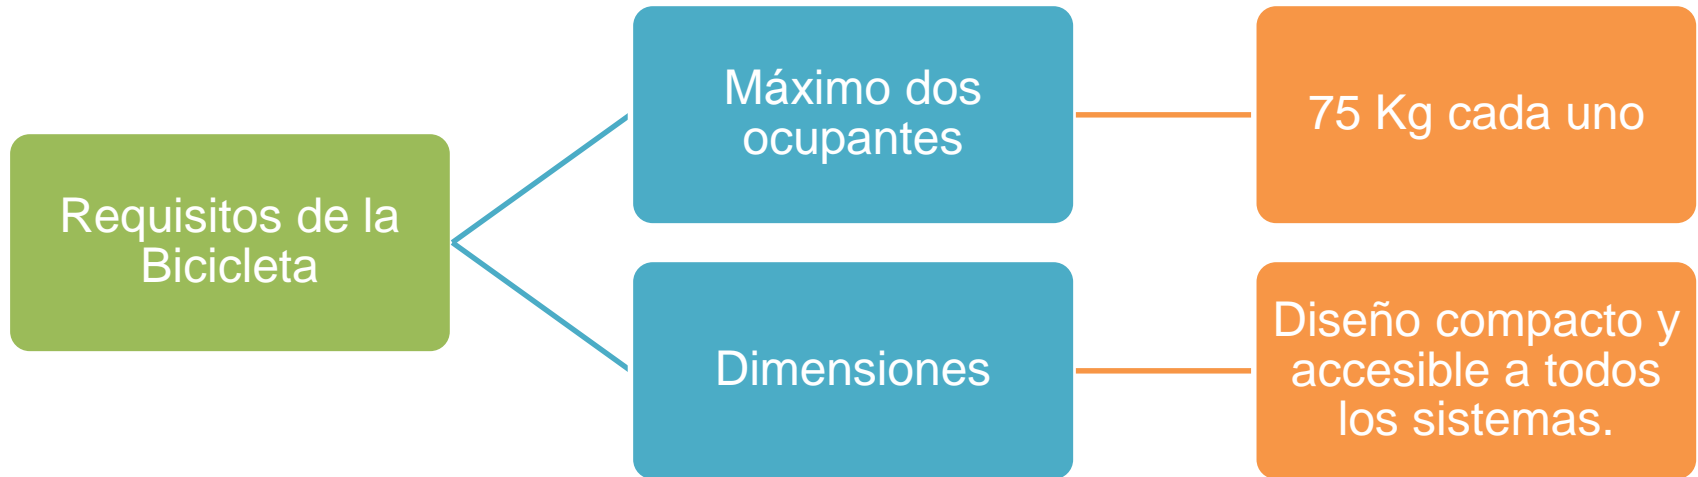 Requisitos de la
Bicicleta
Máximo dos
ocupantes
75 Kg cada uno
Dimensiones
Diseño compacto y
accesible a todos
los sistemas.